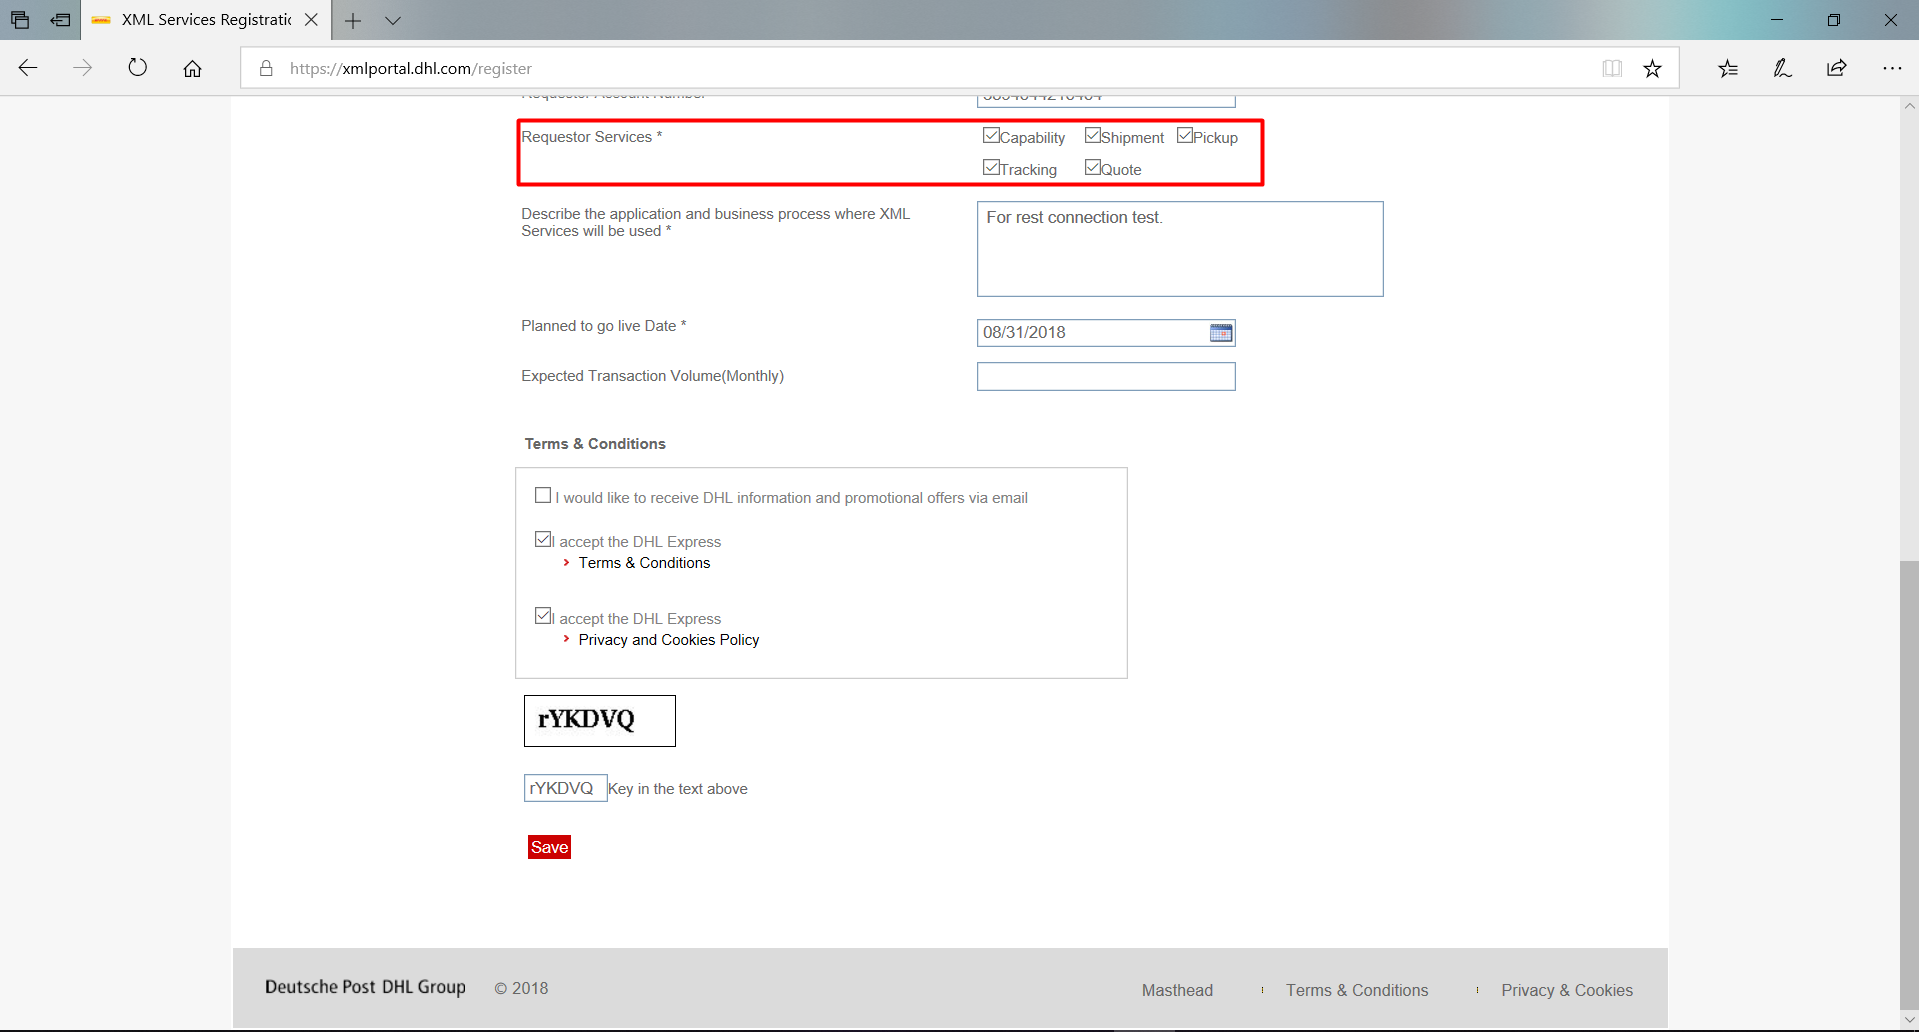 XML Services Registratic
https://xmlportal.dhl.com/register
Requestor Account Number
Requestor Services *
Capability Shipment Pickup
Tracking Quote
Describe the application and business process where XML
Services will be used *
For rest connection test.
Planned to go live Date *
08/31/2018
Expected Transaction Volume(Monthly)
Terms & Conditions
I would like to receive DHL information and promotional offers via email
I accept the DHL Express
Terms & Conditions
I accept the DHL Express
Privacy and Cookies Policy
rYKDVQ
rYKDVQ Key in the text above
Save
Deutsche Post DHL Group © 2018
Masthead Terms & Conditions Privacy & Cookies